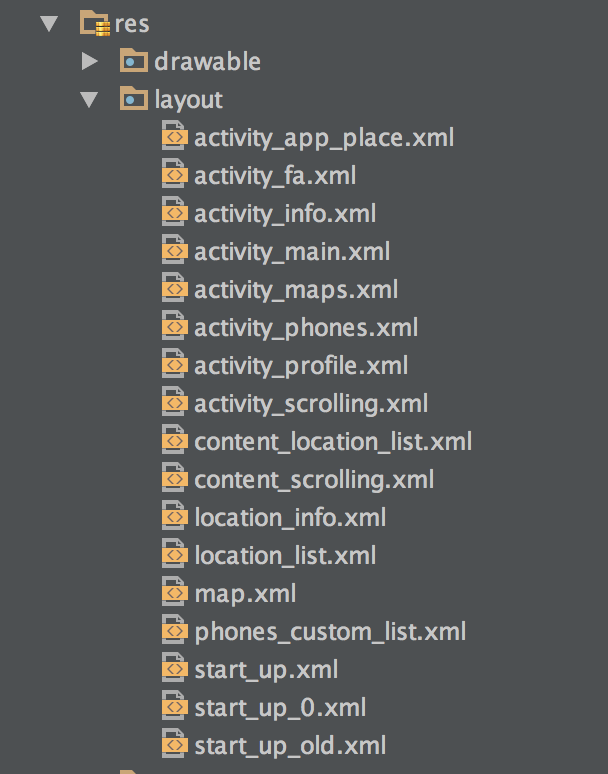 res
drawable
layout
activity_app_place.xml
activity_fa.xml
activity_info.xml
activity_main.xml
activity_maps.xml
activity_phones.xml
activity_profile.xml
activity_scrolling.xml
content_location_list.xml
content_scrolling.xml
location_info.xml
location_list.xml
map.xml
phones_custom_list.xml
start_up.xml
start_up_0.xml
start_up_old.xml